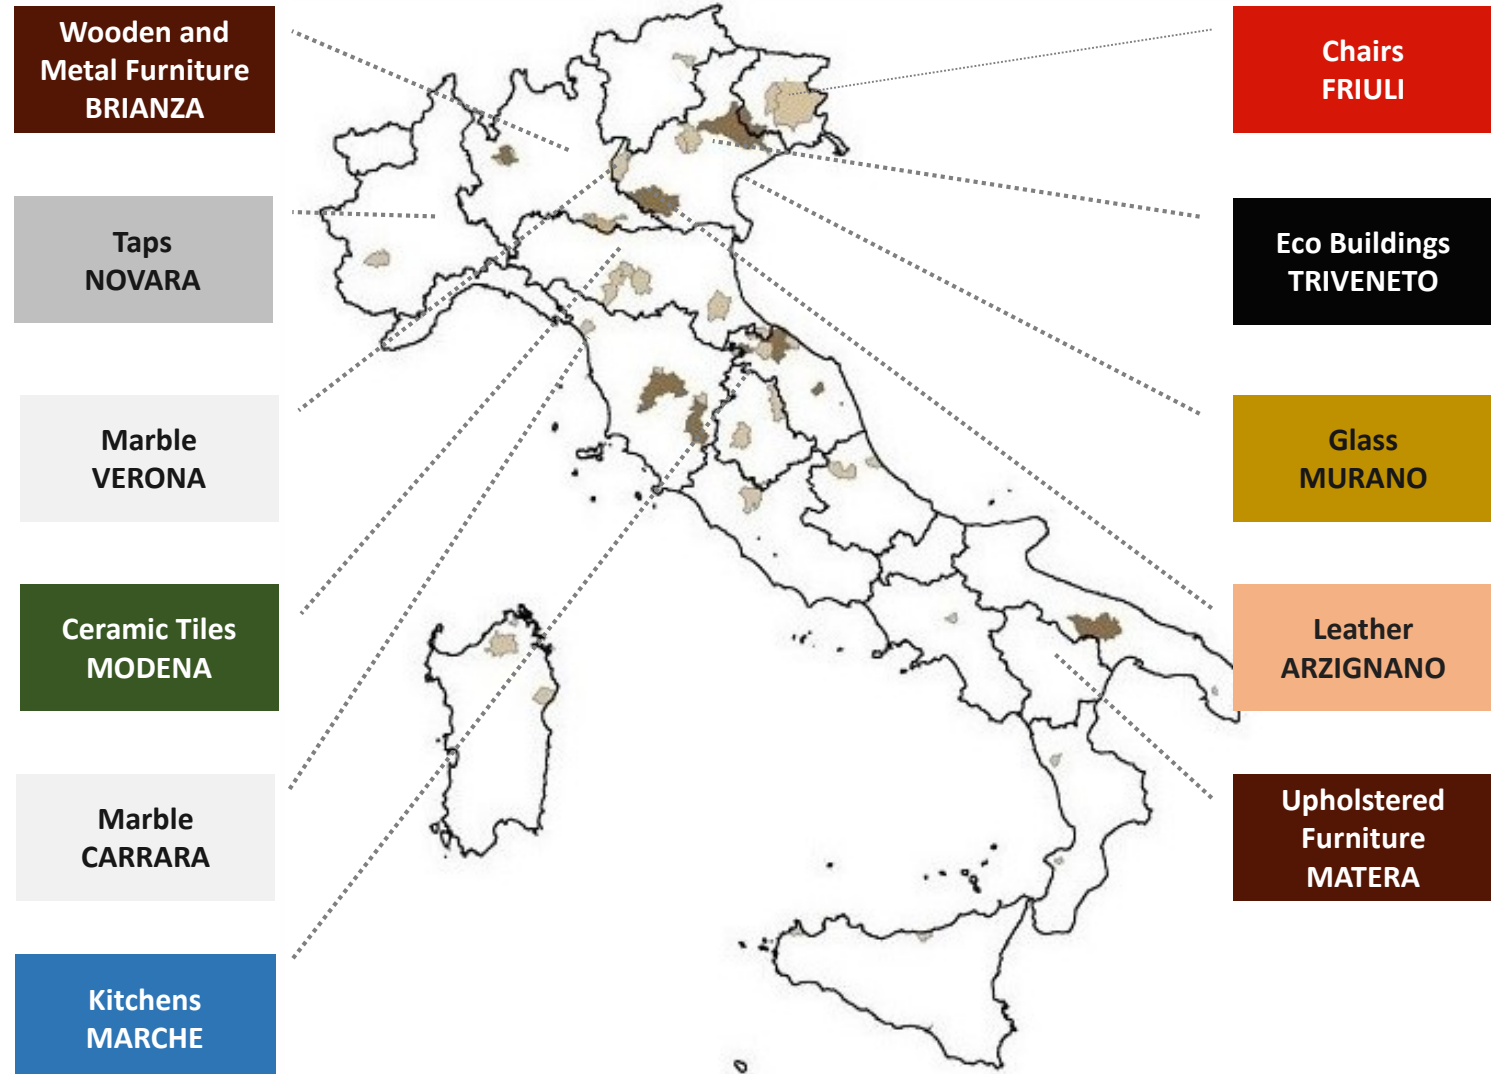 Wooden and
Metal Furniture
BRIANZA
Taps
NOVARA
Marble
VERONA
Ceramic Tiles
MODENA
Marble
CARRARA
Kitchens
MARCHE
Chairs
FRIULI
Eco Buildings
TRIVENETO
Glass
MURANO
Leather
ARZIGNANO
Upholstered
Furniture
MATERA